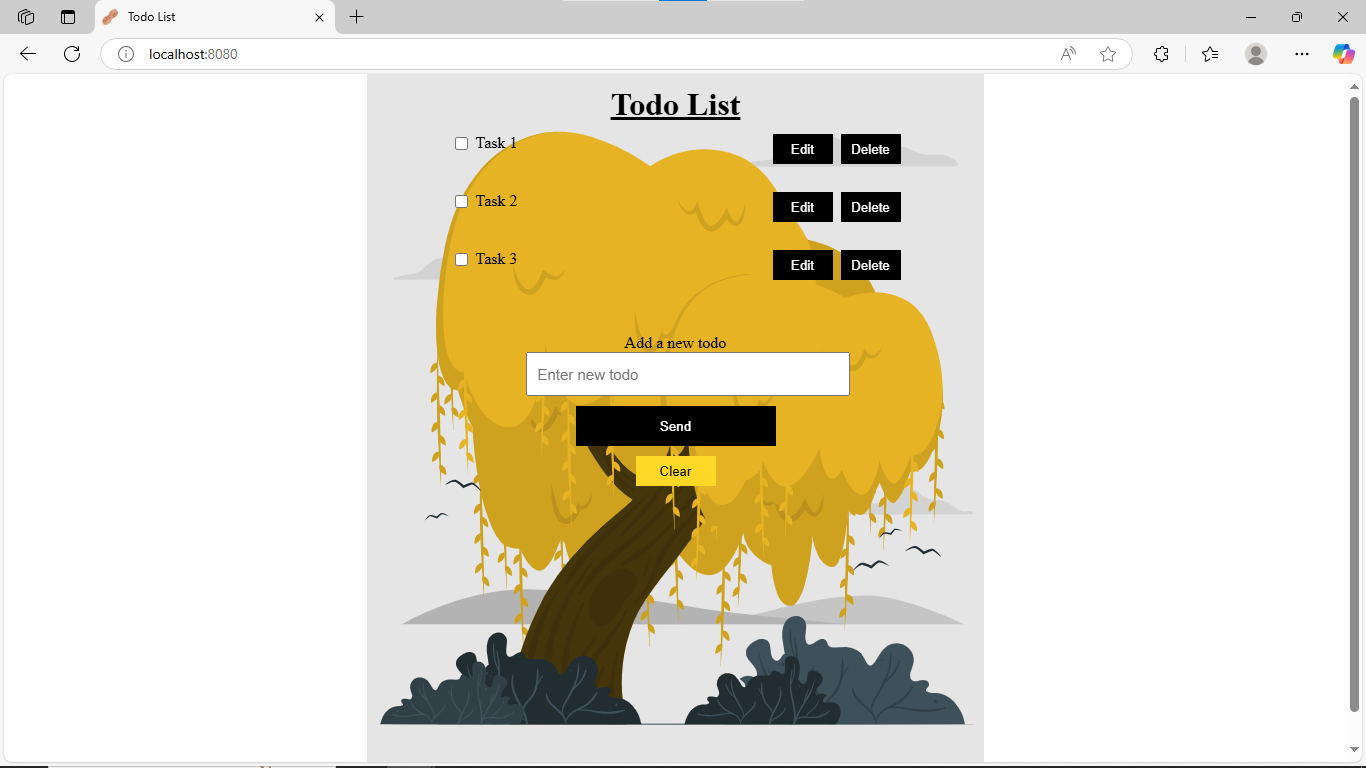 Todo List
localhost:8080
Todo List
Task 1 Edit Delete
Task 2 Edit Delete
Task 3 Edit Delete
Add a new todo
Enter new todo
Send
Clear